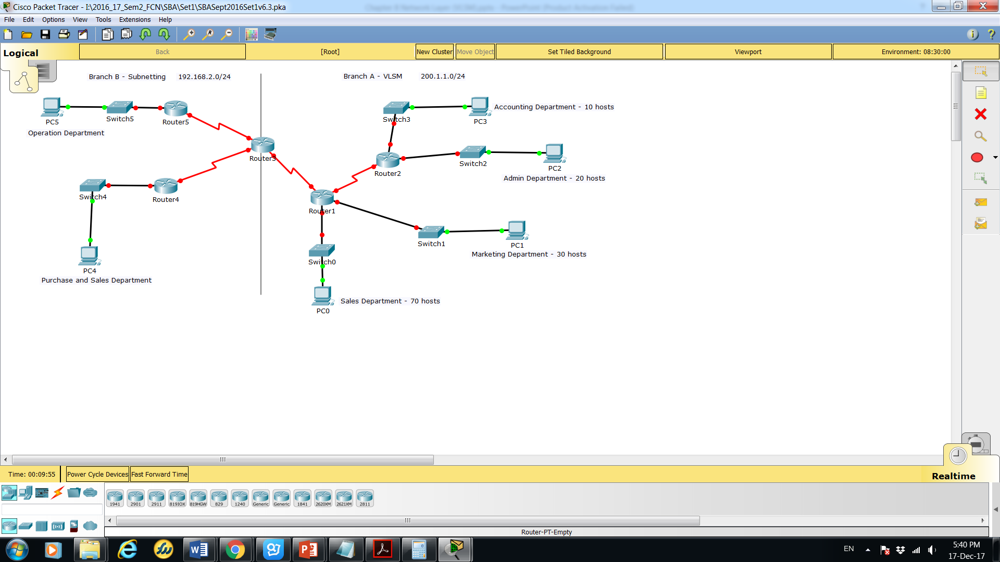 Cisco Packet Tracer - I:\2016_17_Sem2_FCN\SBA\Set1\SBASept2016Set1v6.3.pka
File Edit Options View Tools Extensions Help
Logical Back [Root] New Cluster Move Object Set Tiled Background Viewport Environment: 08:30:00
Branch B - Subnetting 192.168.2.0/24
Branch A - VLSM 200.1.1.0/24
PC5
Switch5
Router5
Operation Department
Router3
Switch4
Router4
PC4
Purchase and Sales Department
Switch3
PC3
Accounting Department - 10 hosts
Router2
Switch2
PC2
Admin Department - 20 hosts
Router1
Switch1
PC1
Marketing Department - 30 hosts
Switch0
PC0
Sales Department - 70 hosts
Time: 00:09:55 Power Cycle Devices Fast Forward Time Realtime
1941 2901 2911 819IOX 819HGW 829 1240 Generic Generic 1841 2620XM 2621XM 2811
Router-PT-Empty
EN
5:40 PM
17-Dec-17